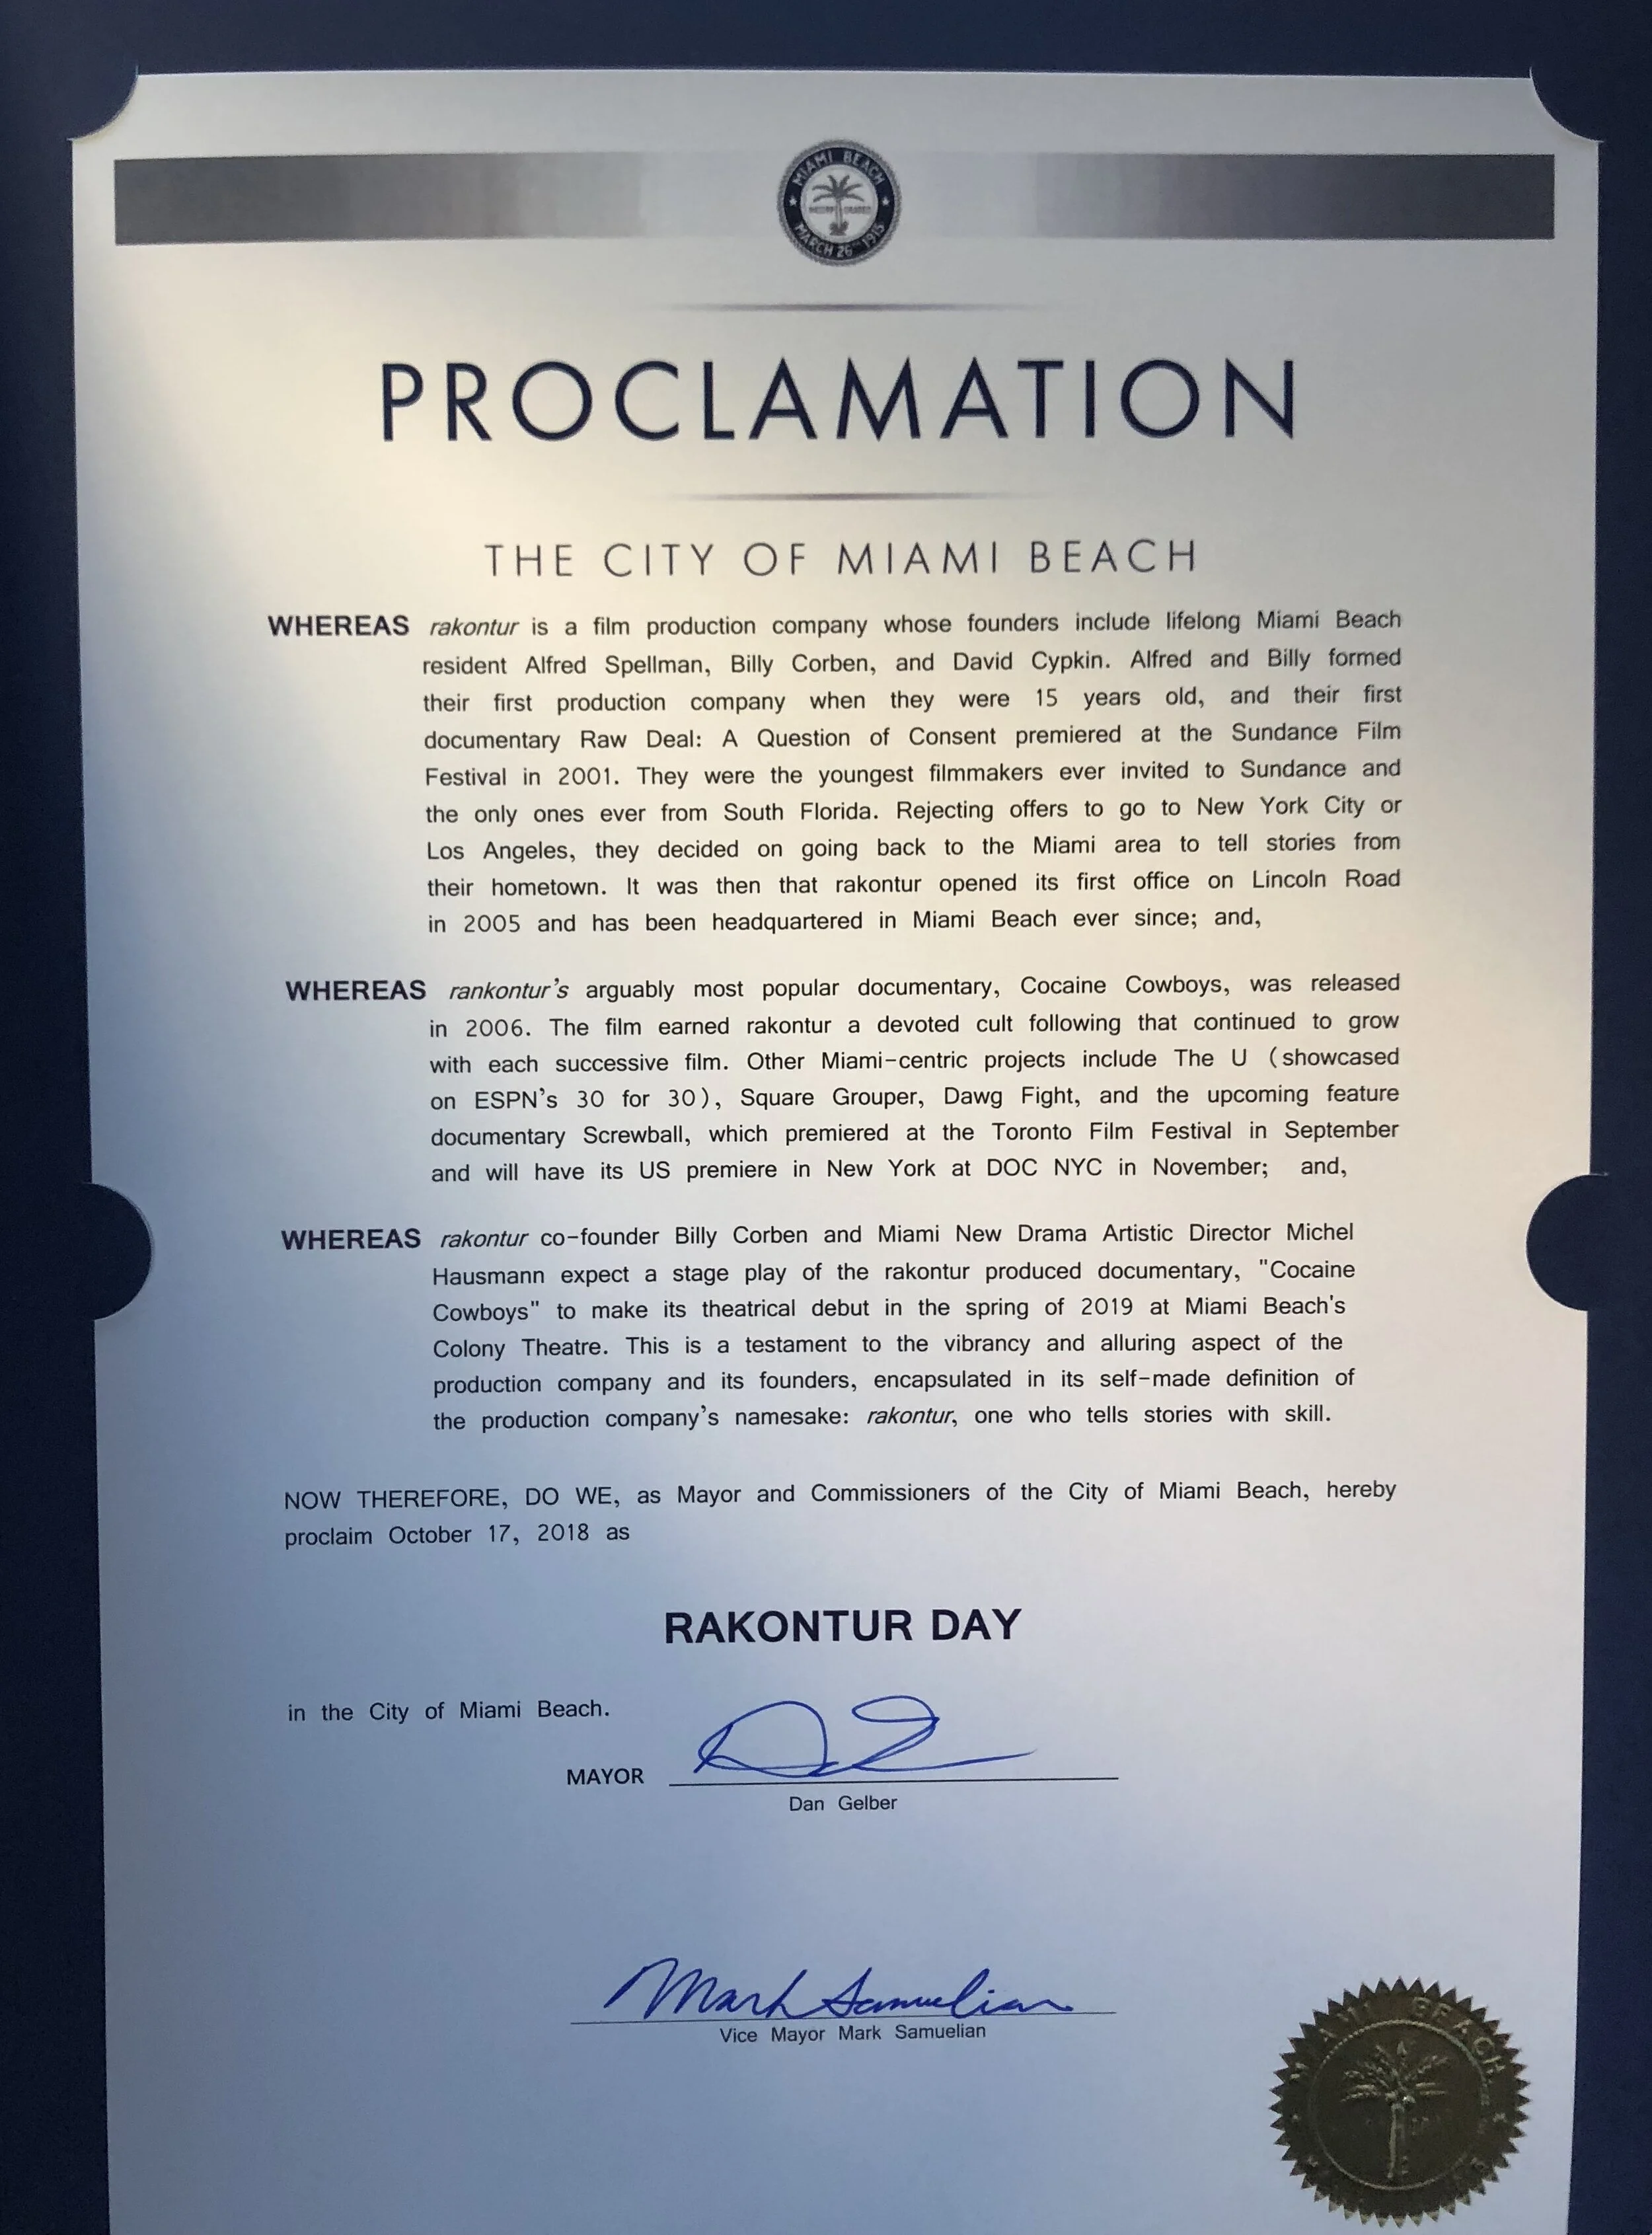 MIAMI BEACH
MARCH 26TH 1915
PROCLAMATION
THE CITY OF MIAMI BEACH
WHEREAS rakontur is a film production company whose founders include lifelong Miami Beach
resident Alfred Spellman, Billy Corben, and David Cypkin. Alfred and Billy formed
their first production company when they were 15 years old, and their first
documentary Raw Deal: A Question of Consent premiered at the Sundance Film
Festival in 2001. They were the youngest filmmakers ever invited to Sundance and
the only ones ever from South Florida. Rejecting offers to go to New York City or
Los Angeles, they decided on going back to the Miami area to tell stories from
their hometown. It was then that rakontur opened its first office on Lincoln Road
in 2005 and has been headquartered in Miami Beach ever since; and,
WHEREAS rankontur's arguably most popular documentary, Cocaine Cowboys, was released
in 2006. The film earned rakontur a devoted cult following that continued to grow
with each successive film. Other Miami-centric projects include The U (showcased
on ESPN's 30 for 30), Square Grouper, Dawg Fight, and the upcoming feature
documentary Screwball, which premiered at the Toronto Film Festival in September
and will have its US premiere in New York at DOC NYC in November; and,
WHEREAS rakontur co-founder Billy Corben and Miami New Drama Artistic Director Michel
Hausmann expect a stage play of the rakontur produced documentary, "Cocaine
Cowboys" to make its theatrical debut in the spring of 2019 at Miami Beach's
Colony Theatre. This is a testament to the vibrancy and alluring aspect of the
production company and its founders, encapsulated in its self-made definition of
the production company's namesake: rakontur, one who tells stories with skill.
NOW THEREFORE, DO WE, as Mayor and Commissioners of the City of Miami Beach, hereby
proclaim October 17, 2018 as
RAKONTUR DAY
in the City of Miami Beach.
MAYOR
Dan Gelber
Mark Samuelian
Vice Mayor Mark Samuelian
MIAMI BEACH